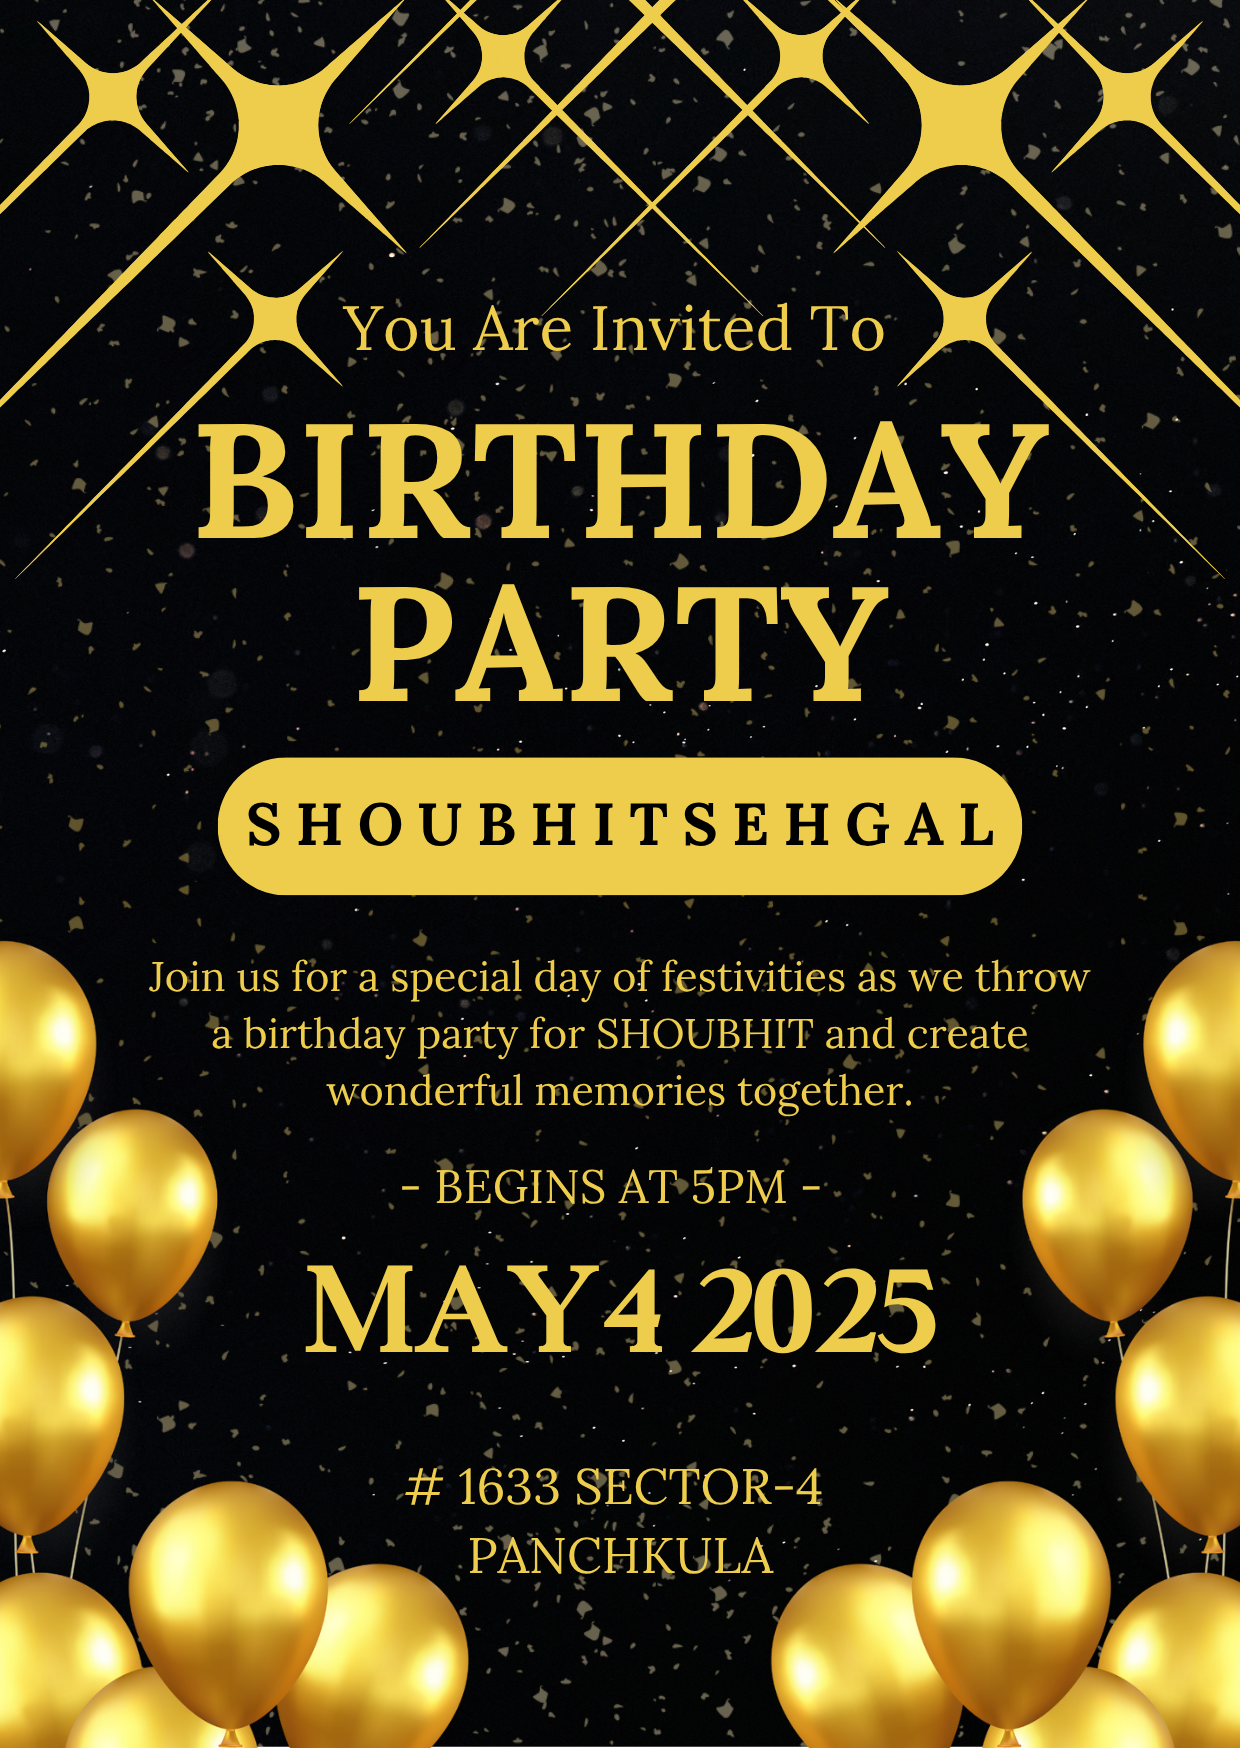 You Are Invited To
BIRTHDAY
PARTY
SHOUBHITSEHGAL
Join us for a special day of festivities as we throw
a birthday party for SHOUBHIT and create
wonderful memories together.
- BEGINS AT 5PM -
MAY4 2025
# 1633 SECTOR-4
PANCHKULA